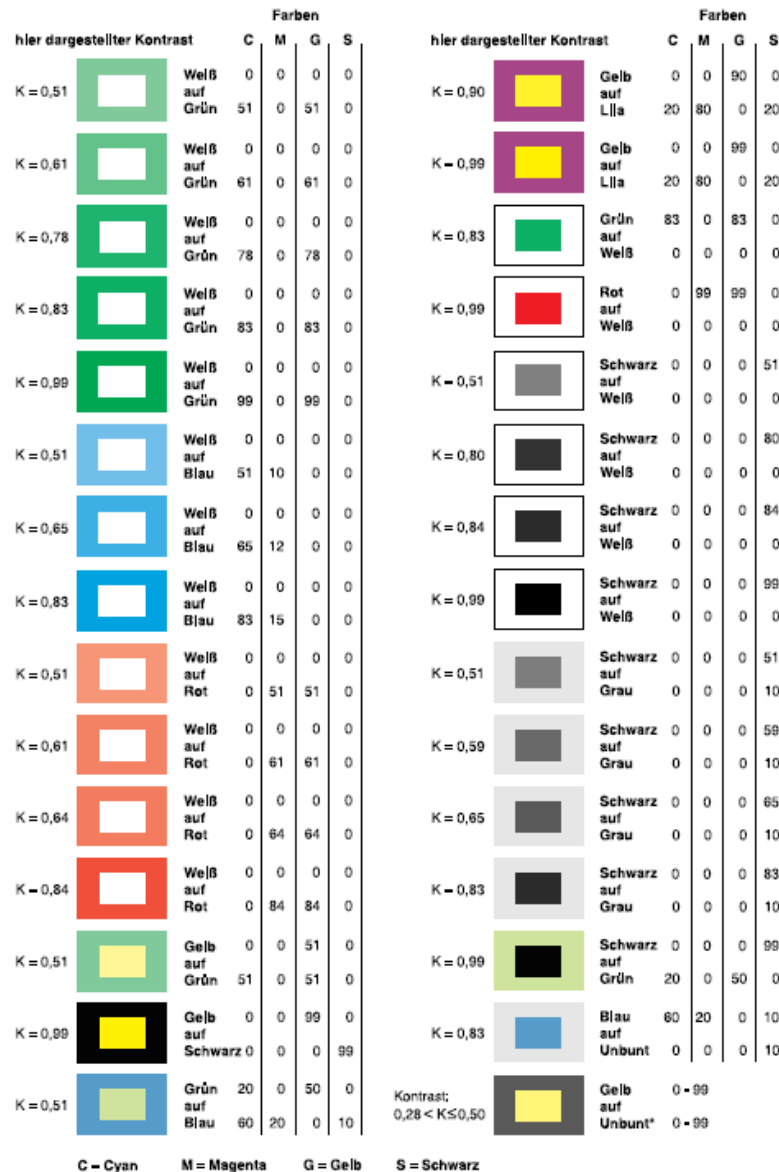 Farben
hier dargestellter Kontrast C M G S
Weiß 0 0 0 0
K = 0,51 auf
Grün 51 0 51 0
Weiß 0 0 0 0
K = 0,61 auf
Grün 61 0 61 0
Weiß 0 0 0 0
K = 0,78 auf
Grün 78 0 78 0
Weiß 0 0 0 0
K = 0,83 auf
Grün 83 0 83 0
Weiß 0 0 0 0
K = 0,99 auf
Grün 99 0 99 0
Weiß 0 0 0 0
K = 0,51 auf
Blau 51 10 0 0
Weiß 0 0 0 0
K = 0,65 auf
Blau 65 12 0 0
Weiß 0 0 0 0
K = 0,83 auf
Blau 83 15 0 0
Weiß 0 0 0 0
K = 0,51 auf
Rot 0 51 51 0
Weiß 0 0 0 0
K = 0,61 auf
Rot 0 61 61 0
Weiß 0 0 0 0
K = 0,64 auf
Rot 0 64 64 0
Weiß 0 0 0 0
K = 0,84 auf
Rot 0 84 84 0
Gelb 0 0 51 0
K = 0,51 auf
Grün 51 0 51 0
Gelb 0 0 99 0
K = 0,99 auf
Schwarz 0 0 0 99
Grün 20 0 50 0
K = 0,51 auf
Blau 60 20 0 10
Farben
hier dargestellter Kontrast C M G S
Gelb 0 0 90 0
K = 0,90 auf
Lila 20 80 0 20
Gelb 0 0 99 0
K = 0,99 auf
Lila 20 80 0 20
Grün 83 0 83 0
K = 0,83 auf
Weiß 0 0 0 0
Rot 0 99 99 0
K = 0,99 auf
Weiß 0 0 0 0
Schwarz 0 0 0 51
K = 0,51 auf
Weiß 0 0 0 0
Schwarz 0 0 0 80
K = 0,80 auf
Weiß 0 0 0 0
Schwarz 0 0 0 84
K = 0,84 auf
Weiß 0 0 0 0
Schwarz 0 0 0 99
K = 0,99 auf
Weiß 0 0 0 0
Schwarz 0 0 0 51
K = 0,51 auf
Grau 0 0 0 10
Schwarz 0 0 0 59
K = 0,59 auf
Grau 0 0 0 10
Schwarz 0 0 0 65
K = 0,65 auf
Grau 0 0 0 10
Schwarz 0 0 0 83
K = 0,83 auf
Grau 0 0 0 10
Schwarz 0 0 0 99
K = 0,99 auf
Grün 20 0 50 0
Blau 60 20 0 10
K = 0,83 auf
Unbunt 0 0 0 10
Kontrast: Gelb 0 - 99
0,28 < K ≤ 0,50 auf
Unbunt* 0 - 99
C = Cyan M = Magenta G = Gelb S = Schwarz